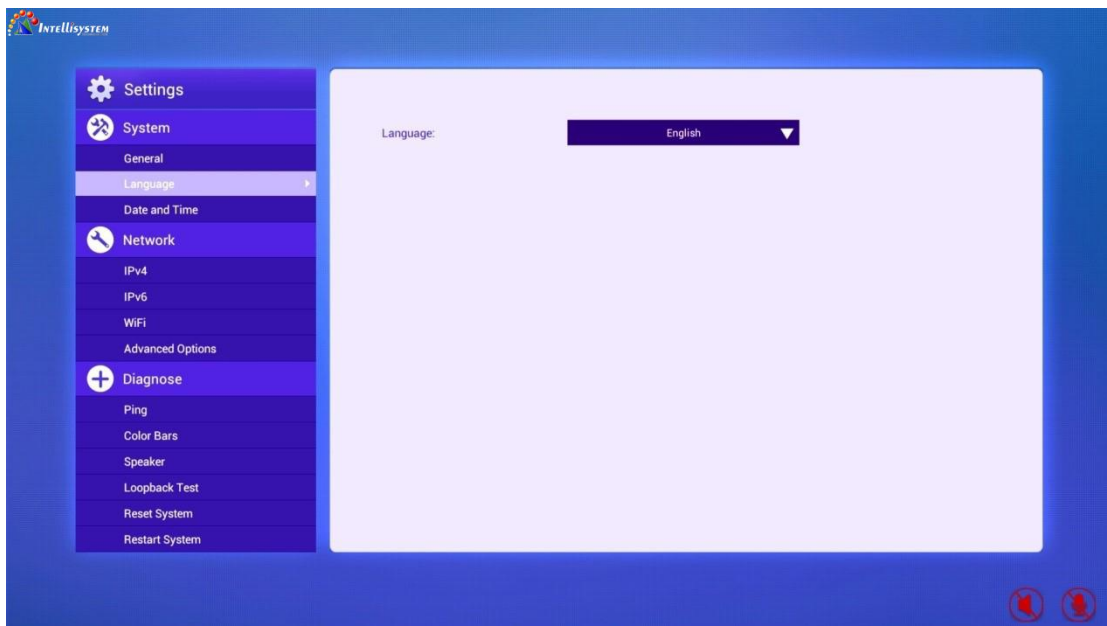 INTELLISYSTEM
Settings
System
General
Language
Date and Time
Network
IPv4
IPv6
WiFi
Advanced Options
Diagnose
Ping
Color Bars
Speaker
Loopback Test
Reset System
Restart System
Language: English